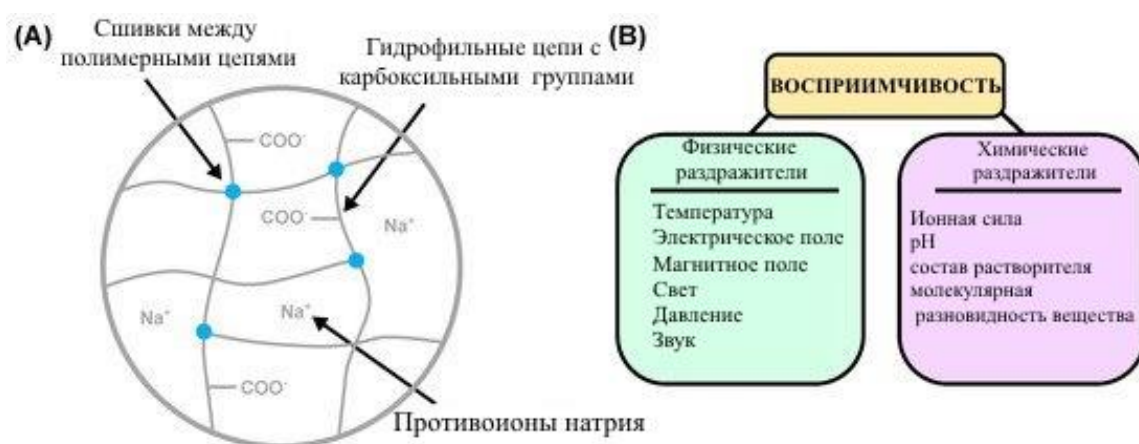 (A)
Сшивки между
полимерными цепями
Гидрофильные цепи с
карбоксильными группами
COO⁻
COO⁻
Na⁺
Na⁺
Na⁺
COO⁻
Противоионы натрия
(B)
ВОСПРИИМЧИВОСТЬ
Физические
раздражители
Температура
Электрическое поле
Магнитное поле
Свет
Давление
Звук
Химические
раздражители
Ионная сила
pH
состав растворителя
молекулярная
разновидность вещества